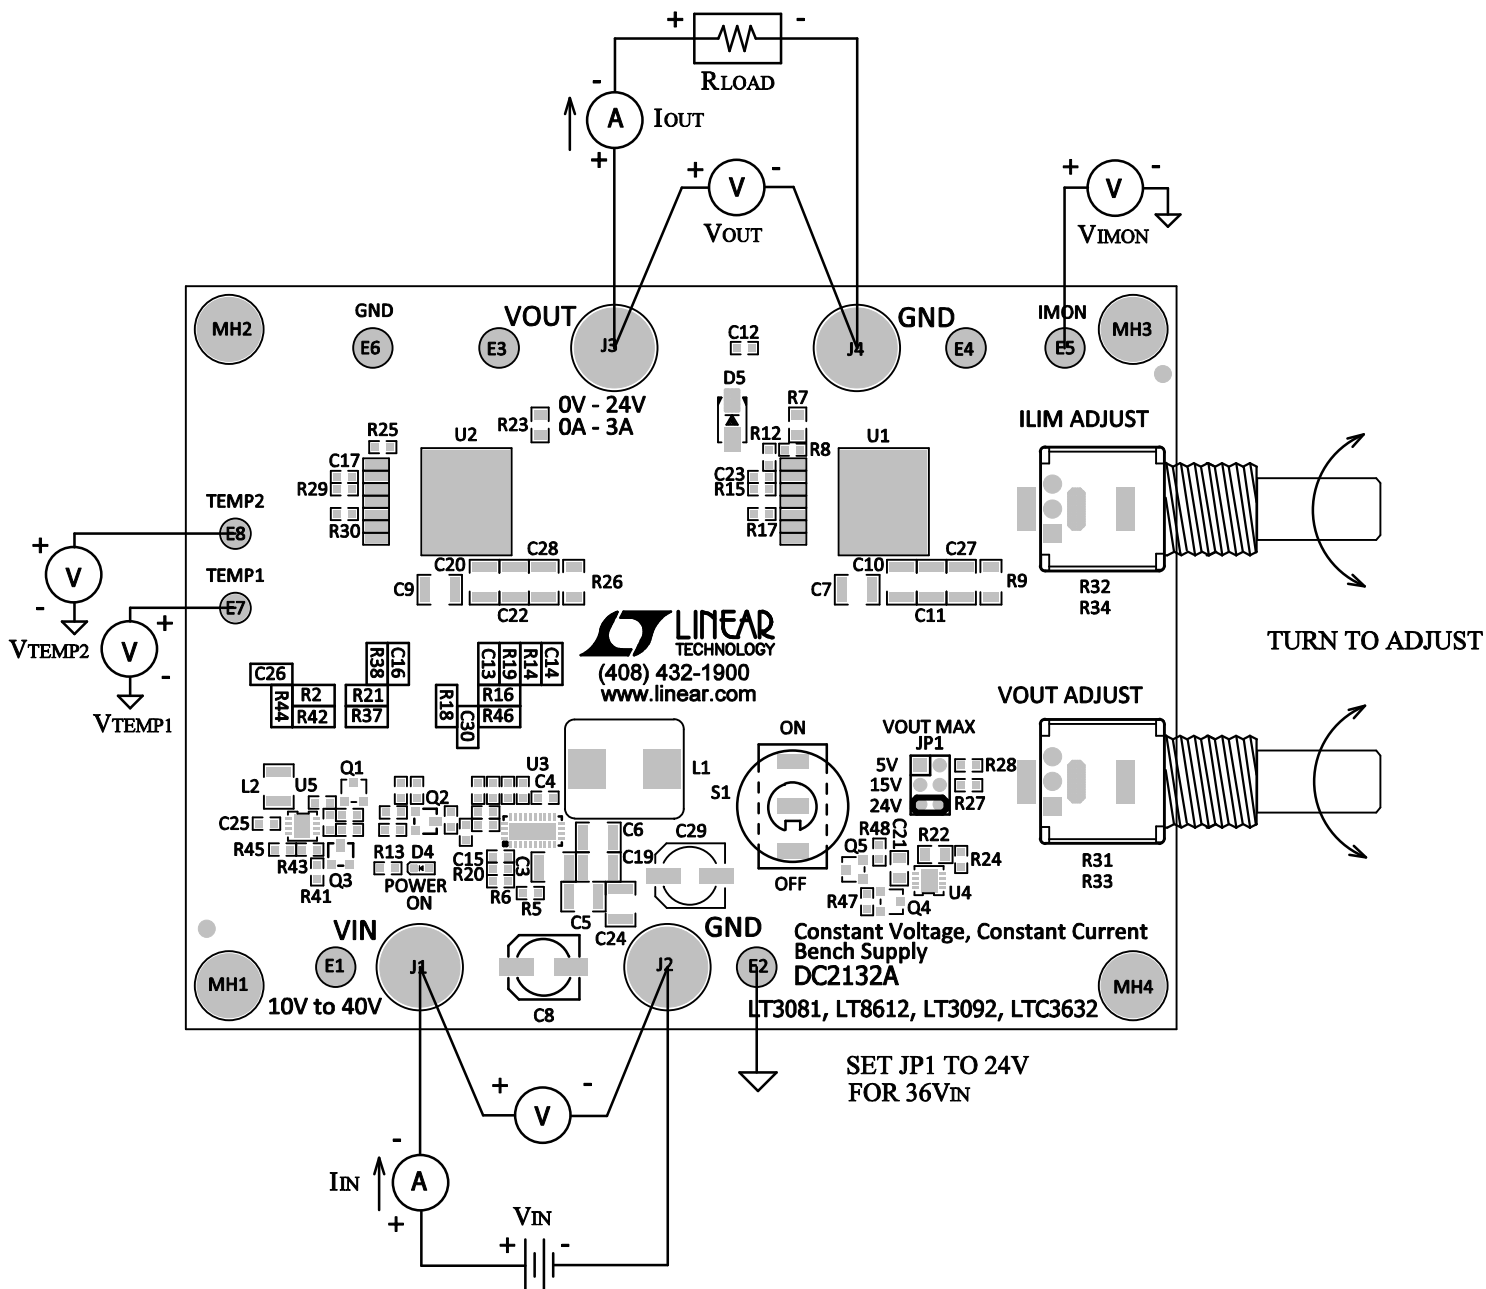 + -
RLOAD
-
A IOUT
+
+ V -
VOUT
+ V -
VIMON
MH2
GND
E6
E3
VOUT
J3
C12
J4
GND
E4
IMON
E5
MH3
0V - 24V
0A - 3A
R23
D5
R7
R12
R8
ILIM ADJUST
R25
U2
U1
C17
R29
R30
C23
R15
R17
TEMP2
E8
+
V
-
VTEMP2
TEMP1
E7
+
V
-
VTEMP1
C20
C28
C9
R26
C22
C10
C27
C7
R9
C11
R32
R34
LINEAR
TECHNOLOGY
(408) 432-1900
www.linear.com
TURN TO ADJUST
C26
R44
R2
R42
R38
C16
R21
R37
R18
C30
C13
R19
R14
C14
R16
R46
VOUT ADJUST
ON
S1
OFF
VOUT MAX
JP1
5V
15V
24V
R28
R27
L2
U5
Q1
C25
R45
R43
R41
Q3
Q2
U3
C4
L1
R13
D4
POWER
ON
C15
R20
R6
R5
C3
C6
C19
C5
C24
C29
R48
C21
R22
R24
Q5
R47
Q4
U4
R31
R33
VIN
E1
J1
10V to 40V
MH1
C8
J2
GND
E2
Constant Voltage, Constant Current
Bench Supply
DC2132A
LT3081, LT8612, LT3092, LTC3632
MH4
SET JP1 TO 24V
FOR 36VIN
+ V -
-
IIN A
+
VIN
+ -